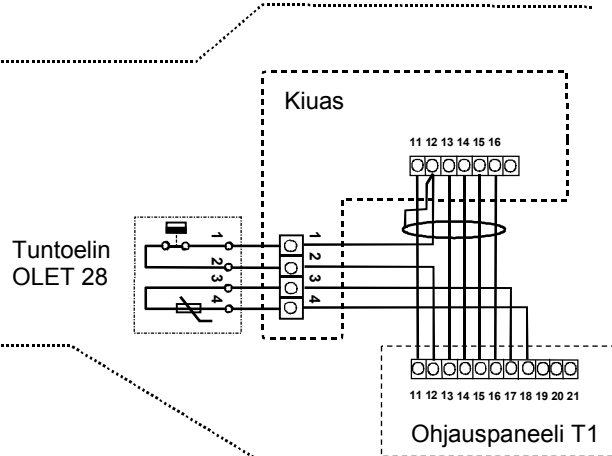 Kiuas
11 12 13 14 15 16
Tuntoelin
OLET 28
1 2 3 4
1 2 3 4
11 12 13 14 15 16 17 18 19 20 21
Ohjauspaneeli T1